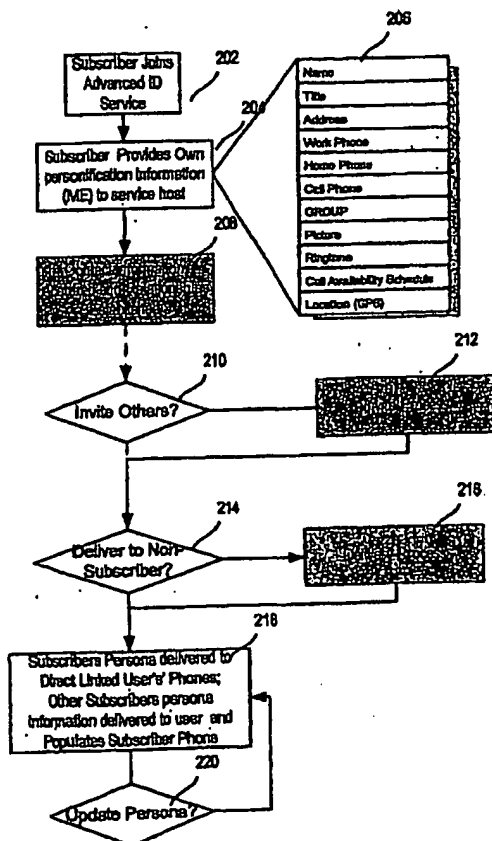 Subscriber Joins
Advanced ID
Service
202
204
Subscriber Provides Own
personification Information
(ME) to service host
206
Name
Title
Address
Work Phone
Home Phone
Cell Phone
GROUP
Picture
Ringtone
Call Availability Schedule
Location (GPS)
208
210
Invite Others?
212
214
Deliver to Non-
Subscriber?
216
218
Subscribers Persona delivered to
Direct Linked User's' Phones;
Other Subscribers persona
Information delivered to user and
Populates Subscriber Phone
220
Update Persona?